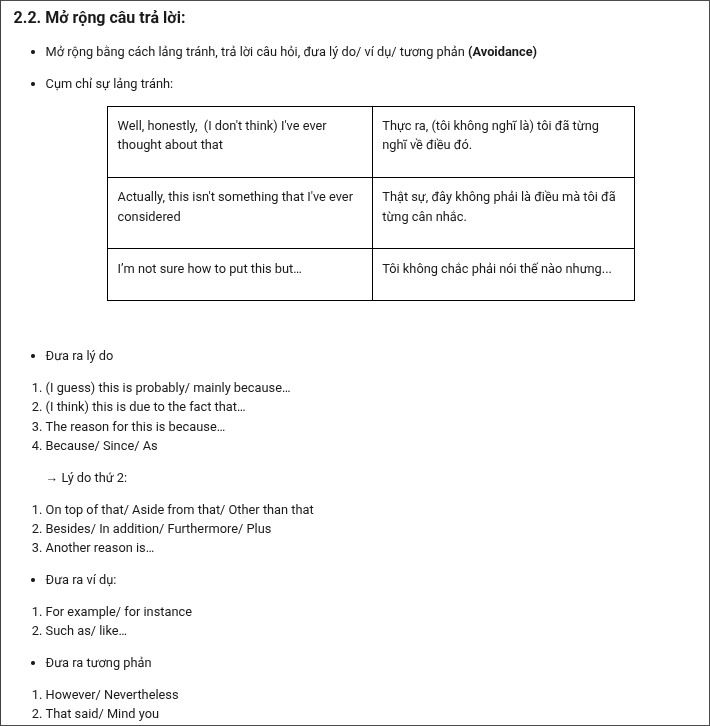 2.2. Mở rộng câu trả lời:
• Mở rộng bằng cách lảng tránh, trả lời câu hỏi, đưa lý do/ ví dụ/ tương phản (Avoidance)
• Cụm chỉ sự lảng tránh:
Well, honestly,  (I don't think) I've ever
thought about that
Thực ra, (tôi không nghĩ là) tôi đã từng
nghĩ về điều đó.
Actually, this isn't something that I've ever
considered
Thật sự, đây không phải là điều mà tôi đã
từng cân nhắc.
I’m not sure how to put this but…
Tôi không chắc phải nói thế nào nhưng...
• Đưa ra lý do
1. (I guess) this is probably/ mainly because…
2. (I think) this is due to the fact that…
3. The reason for this is because…
4. Because/ Since/ As
→ Lý do thứ 2:
1. On top of that/ Aside from that/ Other than that
2. Besides/ In addition/ Furthermore/ Plus
3. Another reason is…
• Đưa ra ví dụ:
1. For example/ for instance
2. Such as/ like…
• Đưa ra tương phản
1. However/ Nevertheless
2. That said/ Mind you